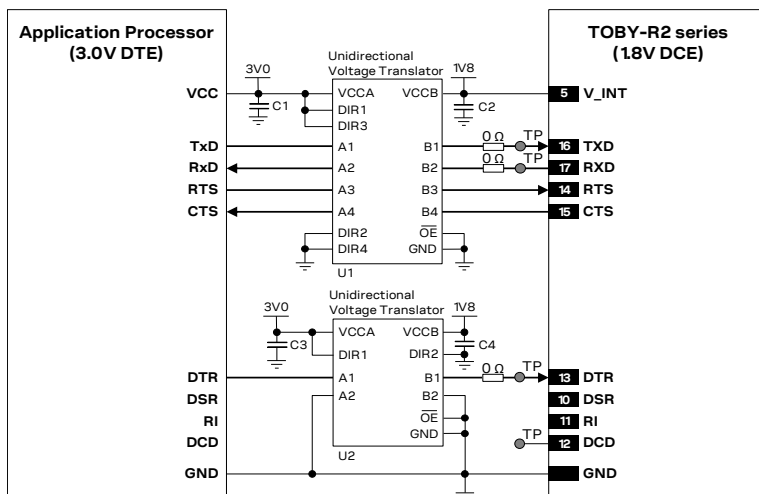 Application Processor
(3.0V DTE)
TOBY-R2 series
(1.8V DCE)
Unidirectional
Voltage Translator
3V0
1V8
VCC
C1
VCCA
DIR1
DIR3
VCCB
C2
5
V_INT
0 Ω
TP
TxD
A1
B1
16
TXD
0 Ω
TP
RxD
A2
B2
17
RXD
RTS
A3
B3
14
RTS
CTS
A4
B4
15
CTS
DIR2
DIR4
OE
GND
U1
Unidirectional
Voltage Translator
3V0
1V8
C3
VCCA
DIR1
VCCB
DIR2
C4
0 Ω
TP
DTR
A1
B1
13
DTR
DSR
A2
B2
10
DSR
RI
OE
11
RI
DCD
GND
TP
12
DCD
U2
GND
GND